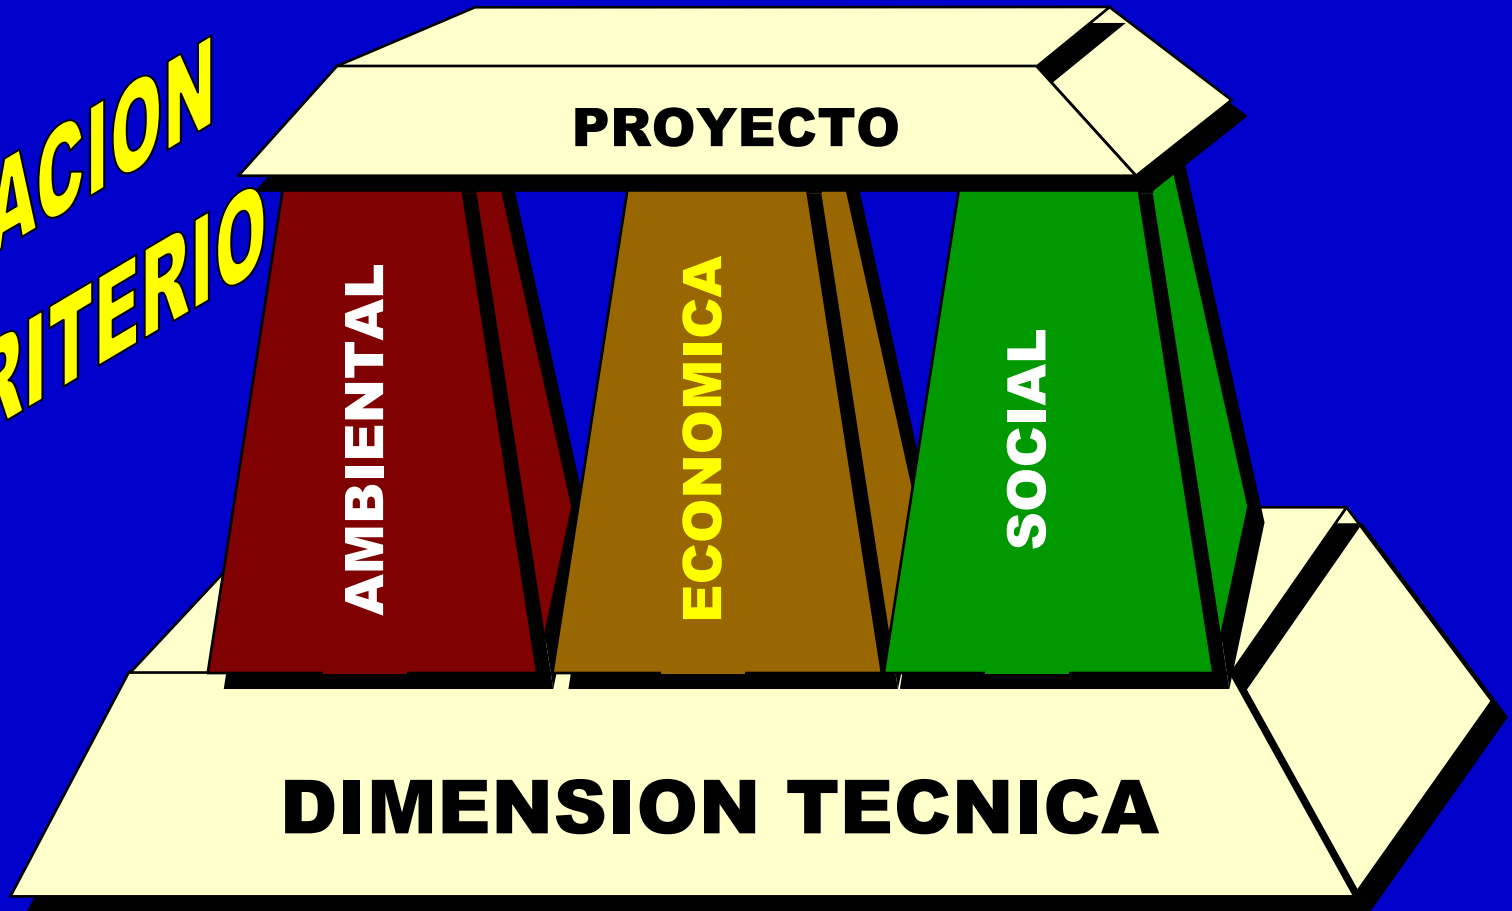 ACION
RITERIO
PROYECTO
AMBIENTAL
ECONOMICA
SOCIAL
DIMENSION TECNICA